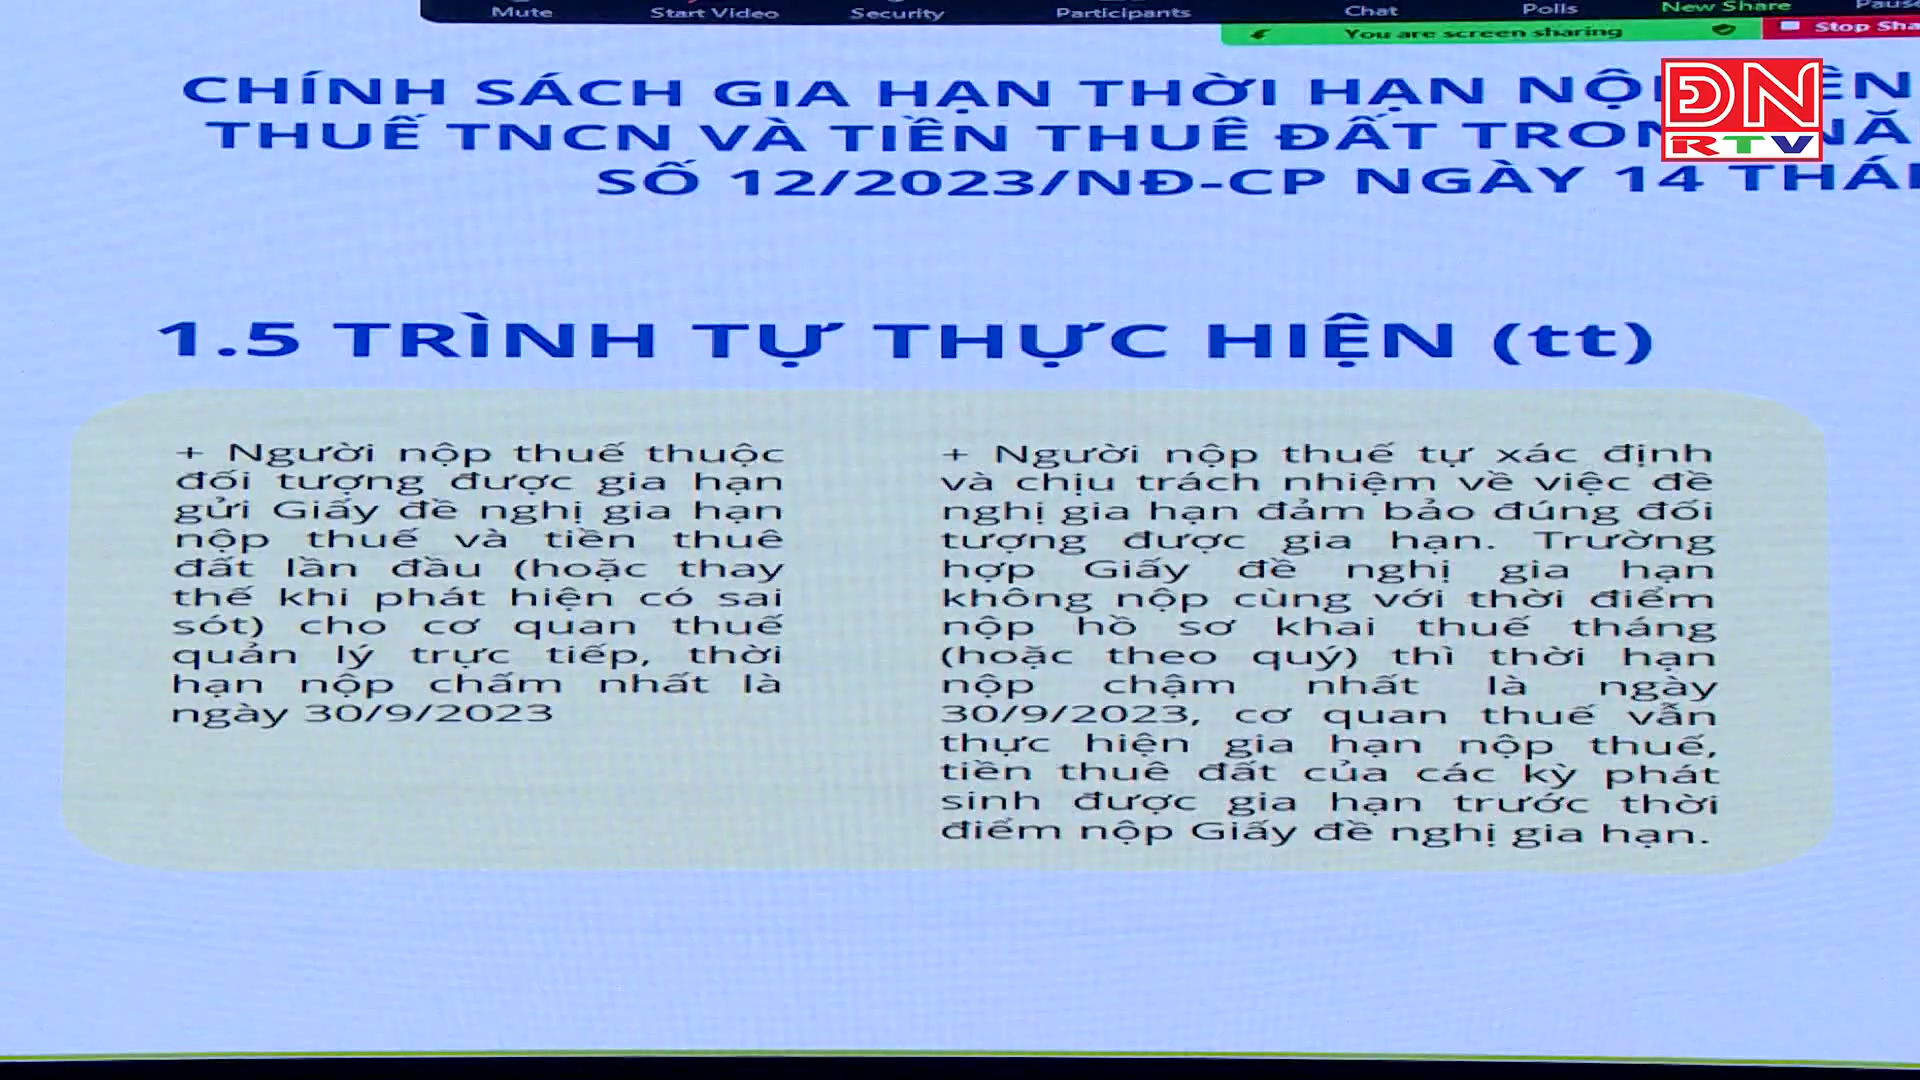 Mute Start Video Security Participants Chat Polls New Share
You are screen sharing Stop
CHÍNH SÁCH GIA HẠN THỜI HẠN
THUẾ TNCN VÀ TIỀN THUÊ ĐẤT
SỐ 12/2023/NĐ-CP NGÀY 14
ĐN
RTV
1.5 TRÌNH TỰ THỰC HIỆN (tt)
+ Người nộp thuế thuộc
đối tượng được gia hạn
gửi Giấy đề nghị gia hạn
nộp thuế và tiền thuê
đất lần đầu (hoặc thay
thế khi phát hiện có sai
sót) cho cơ quan thuế
quản lý trực tiếp, thời
hạn nộp chấm nhất là
ngày 30/9/2023
+ Người nộp thuế tự xác định
và chịu trách nhiệm về việc đề
nghị gia hạn đảm bảo đúng đối
tượng được gia hạn. Trường
hợp Giấy đề nghị gia hạn
không nộp cùng với thời điểm
nộp hồ sơ khai thuế tháng
(hoặc theo quý) thì thời hạn
nộp chậm nhất là ngày
30/9/2023, cơ quan thuế vẫn
thực hiện gia hạn nộp thuế,
tiền thuê đất của các kỳ phát
sinh được gia hạn trước thời
điểm nộp Giấy đề nghị gia hạn.